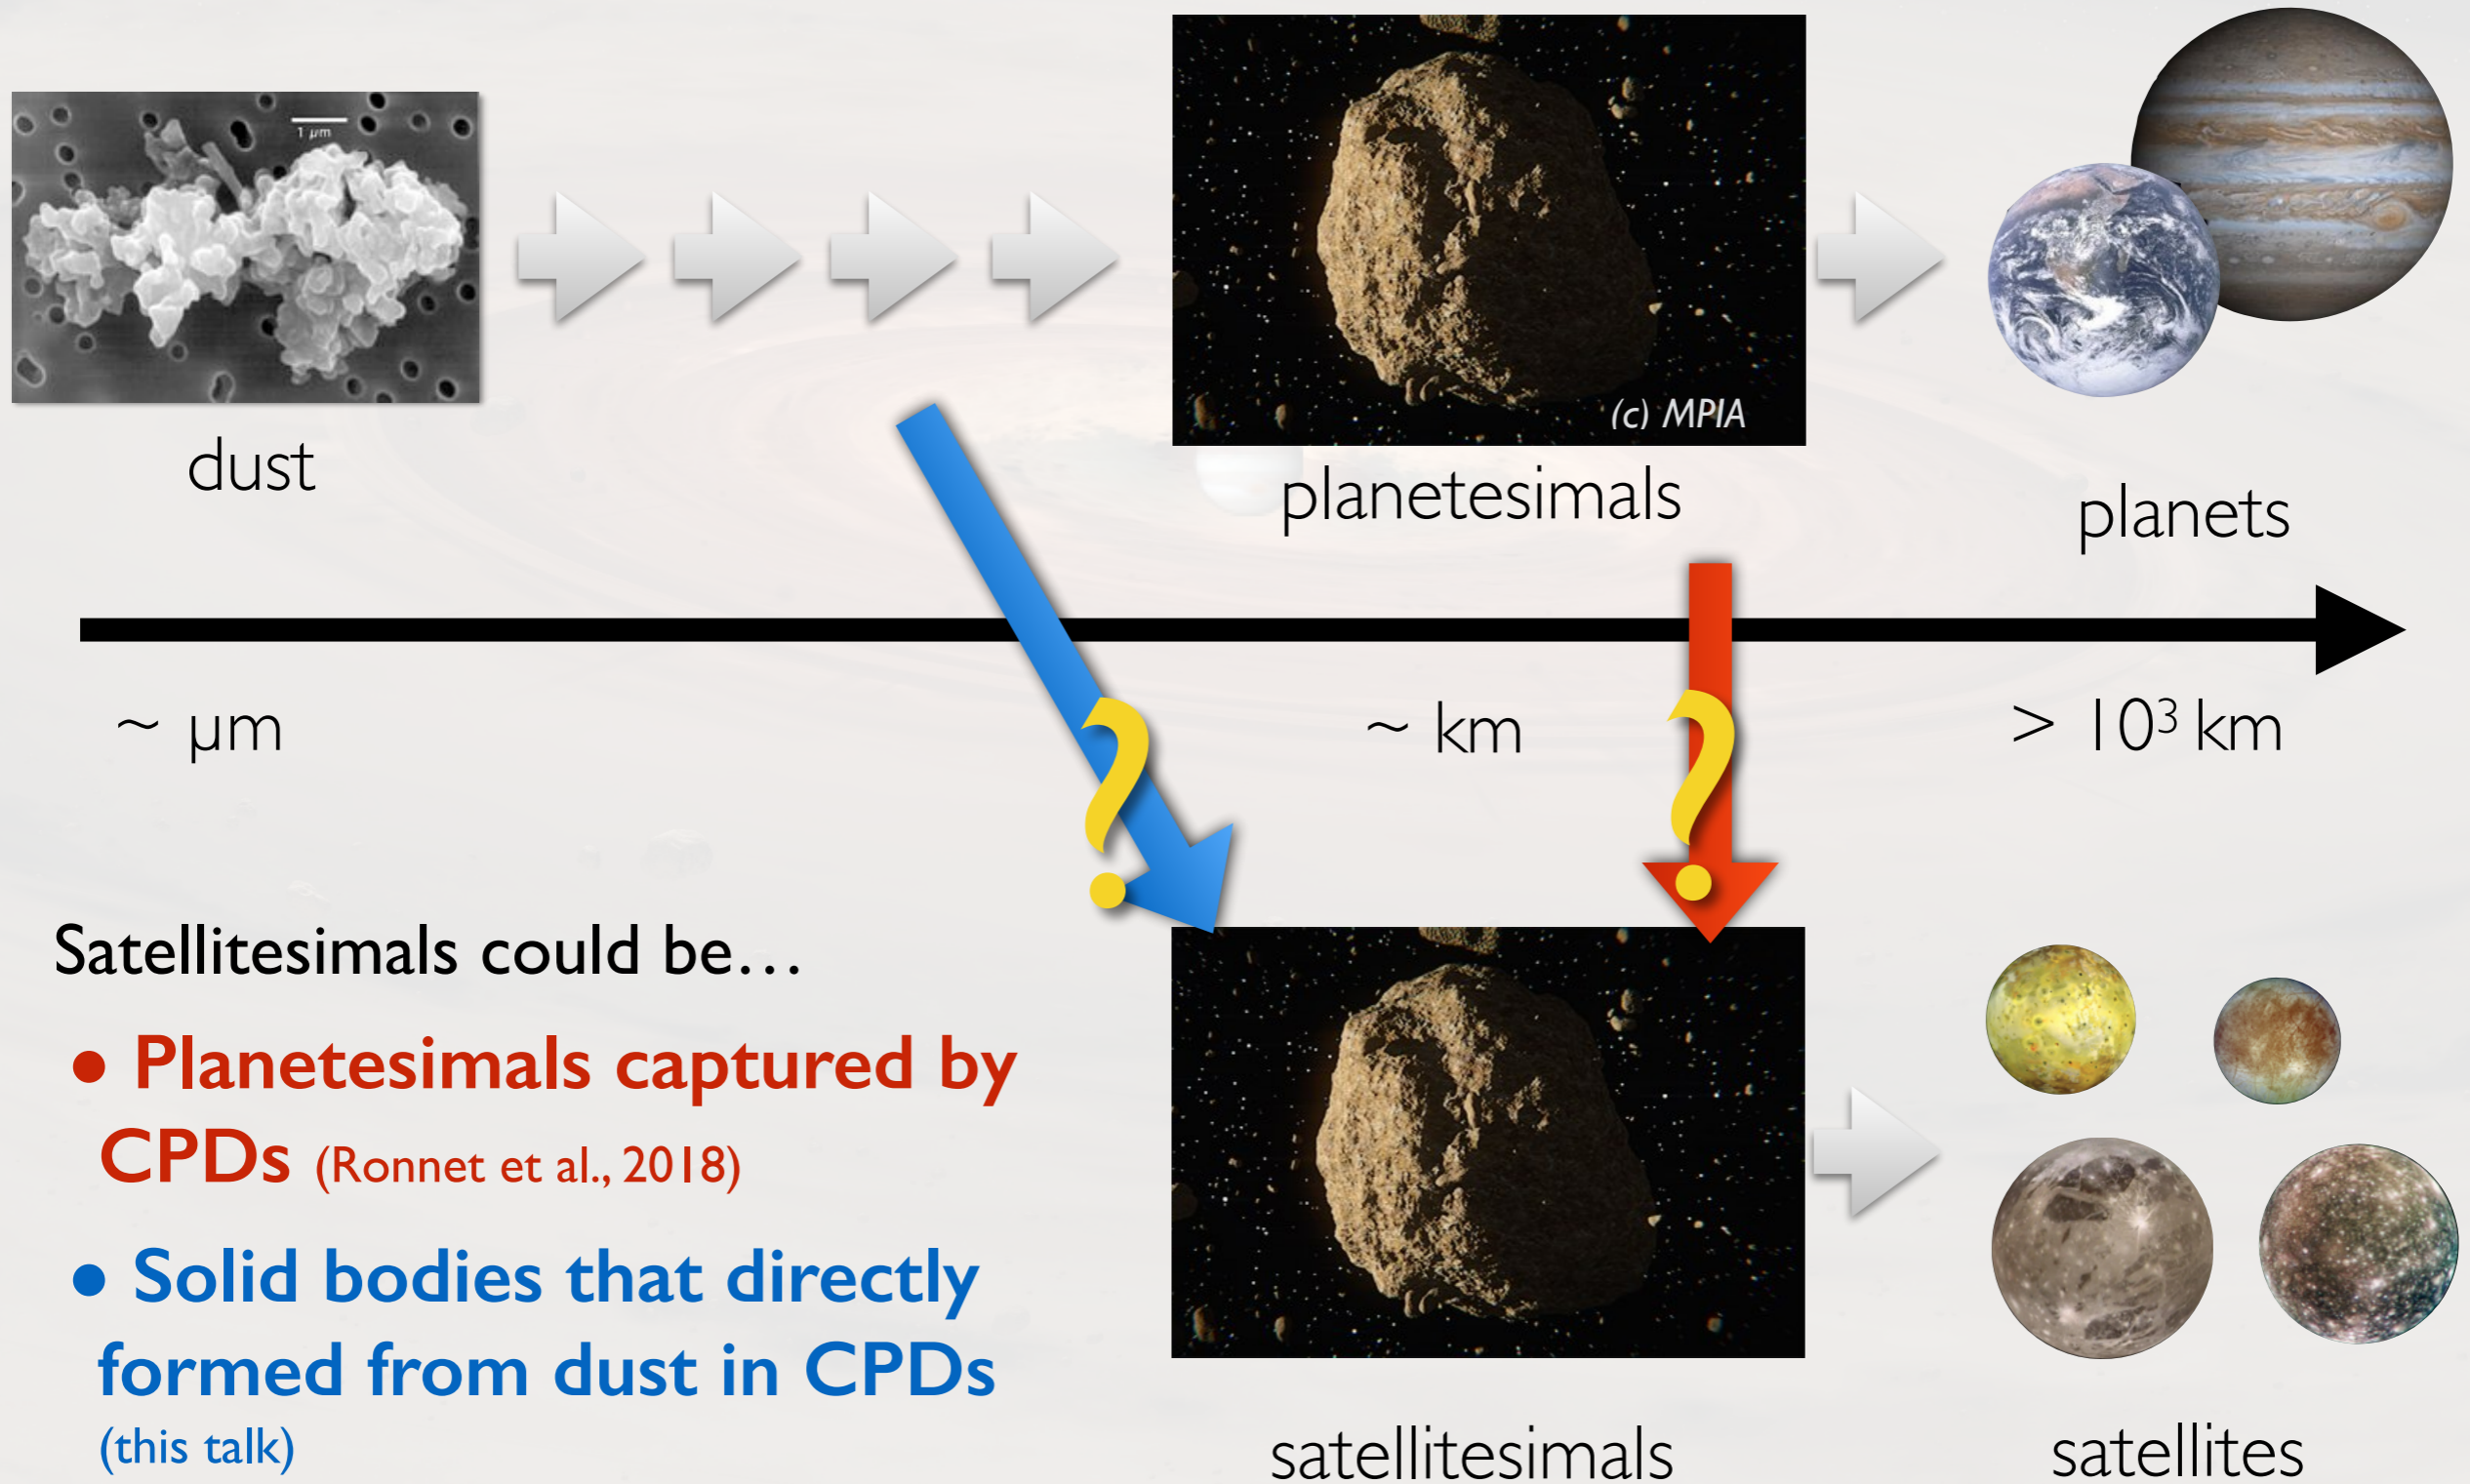 1 µm
(c) MPIA
dust
planetesimals
planets
~ µm
~ km
> 10³ km
?
?
Satellitesimals could be…
• Planetesimals captured by
CPDs (Ronnet et al., 2018)
• Solid bodies that directly
formed from dust in CPDs
(this talk)
satellitesimals
satellites